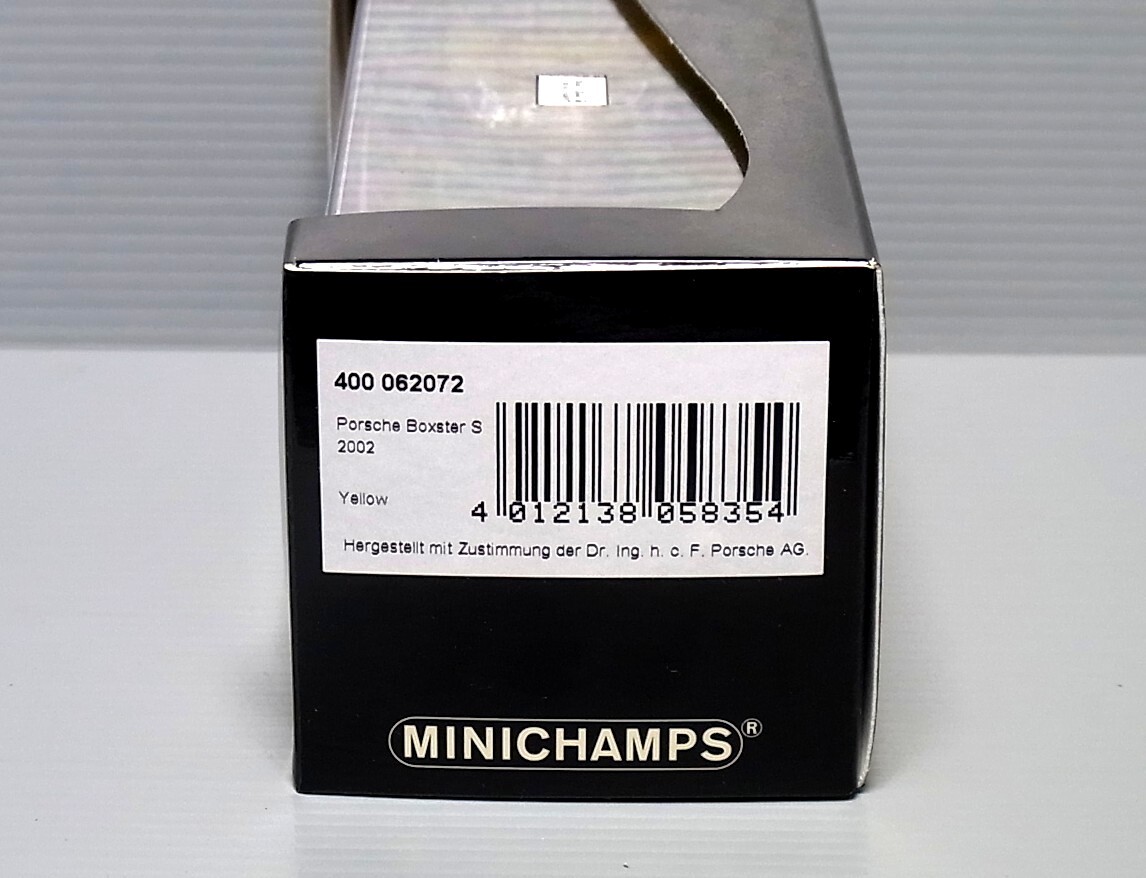 400 062072
Porsche Boxster S
2002
Yellow
4 012138 058354
Hergestellt mit Zustimmung der Dr. Ing. h. c. F. Porsche AG.
MINICHAMPS®